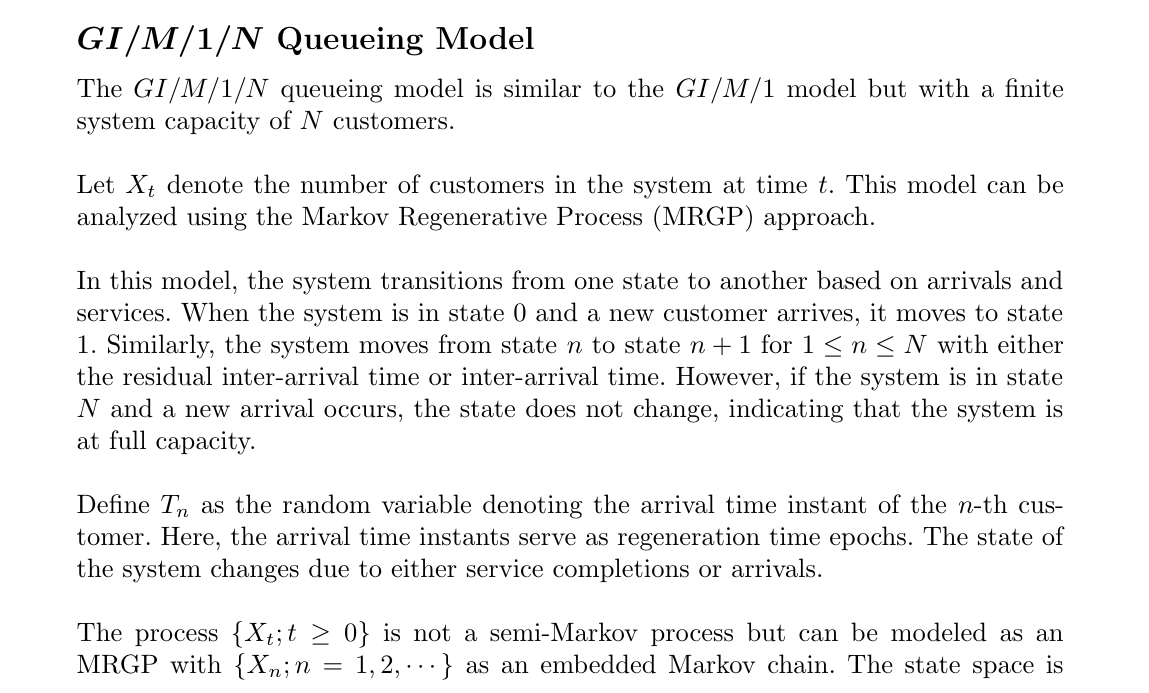 GI/M/1/N Queueing Model
The GI/M/1/N queueing model is similar to the GI/M/1 model but with a finite
system capacity of N customers.
Let X_t denote the number of customers in the system at time t. This model can be
analyzed using the Markov Regenerative Process (MRGP) approach.
In this model, the system transitions from one state to another based on arrivals and
services. When the system is in state 0 and a new customer arrives, it moves to state
1. Similarly, the system moves from state n to state n + 1 for 1 ≤ n ≤ N with either
the residual inter-arrival time or inter-arrival time. However, if the system is in state
N and a new arrival occurs, the state does not change, indicating that the system is
at full capacity.
Define T_n as the random variable denoting the arrival time instant of the n-th cus-
tomer. Here, the arrival time instants serve as regeneration time epochs. The state of
the system changes due to either service completions or arrivals.
The process {X_t; t ≥ 0} is not a semi-Markov process but can be modeled as an
MRGP with {X_n; n = 1, 2, ⋯} as an embedded Markov chain. The state space is